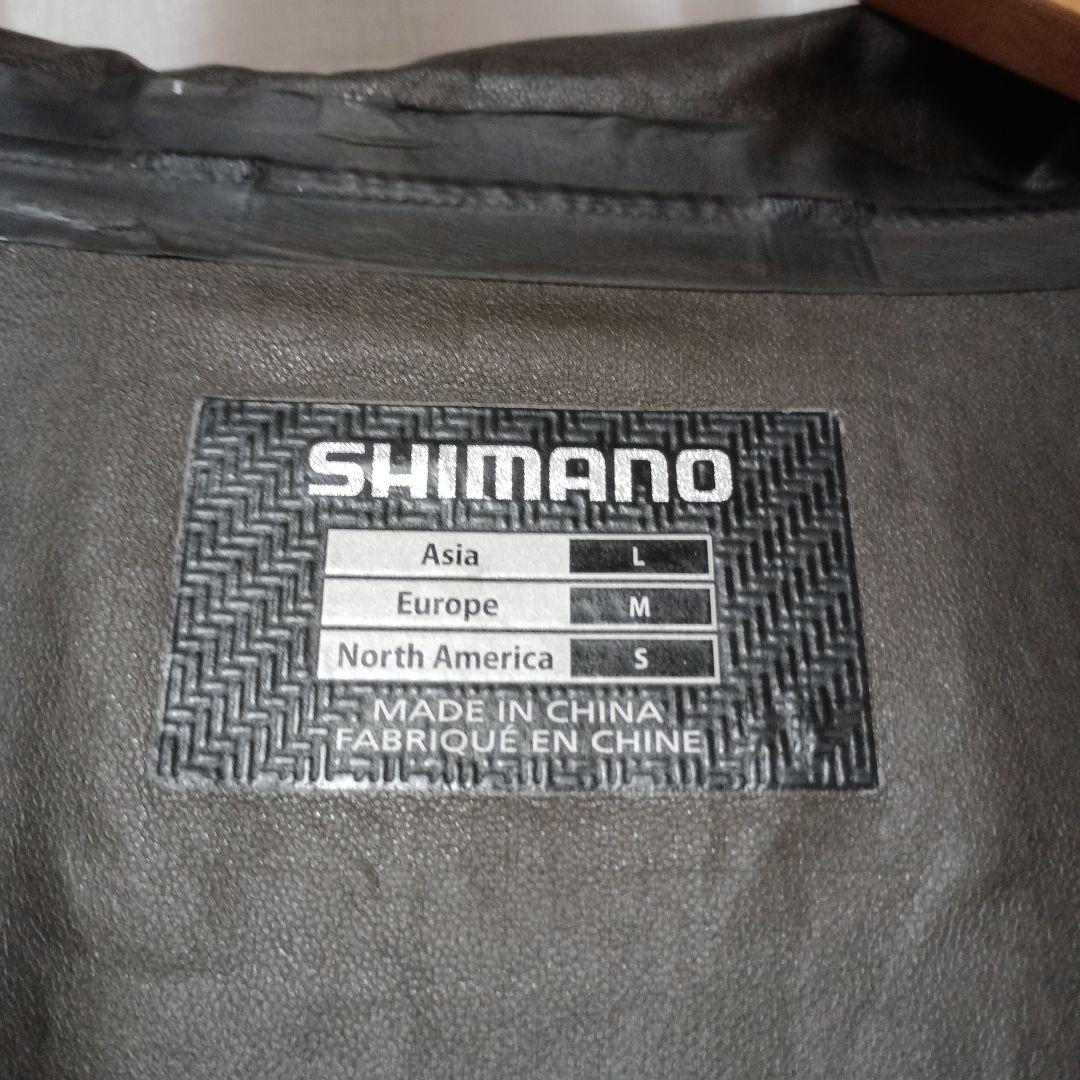 SHIMANO
Asia L
Europe M
North America S
MADE IN CHINA
FABRIQUÉ EN CHINE